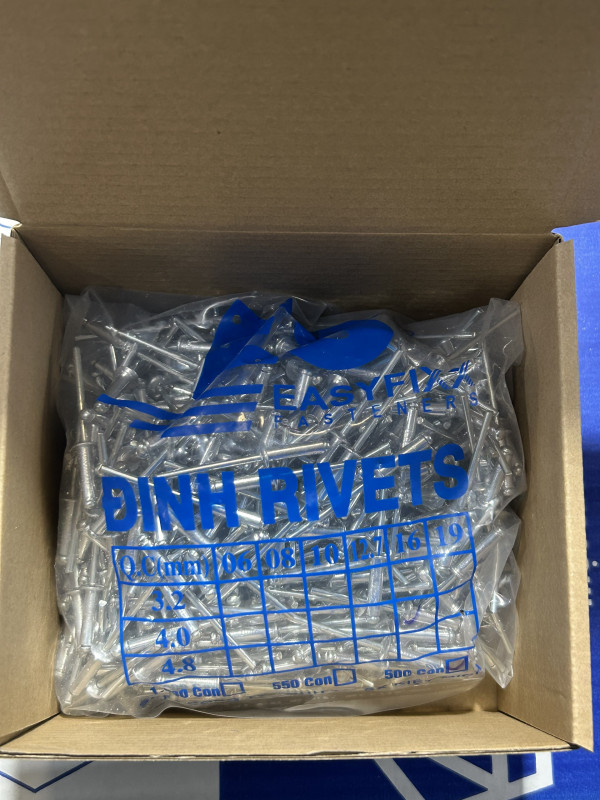 EASYFIXX
FASTENERS
ĐINH RIVETS
Q.C(mm) 06 08 10 12.7 16 19
3.2
4.0
4.8
550 Con 500 Con